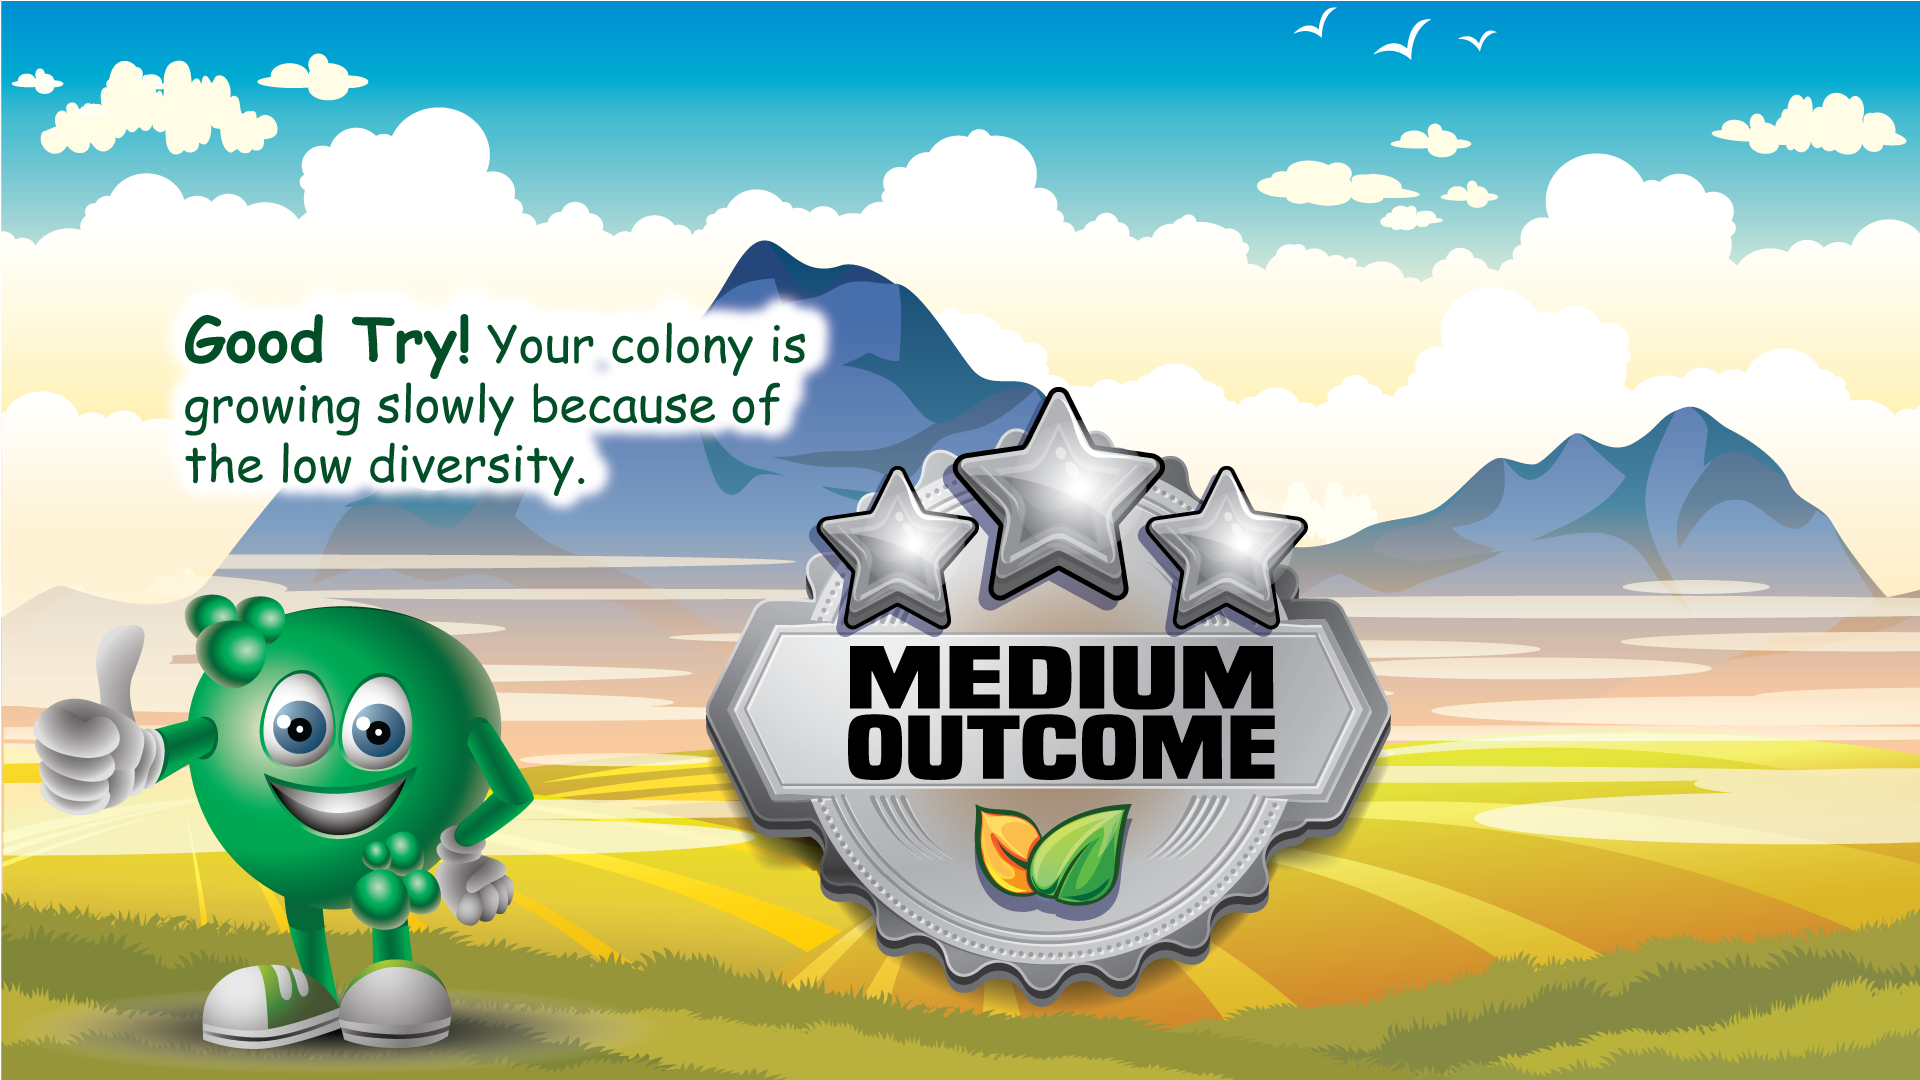 Good Try! Your colony is
growing slowly because of
the low diversity.
MEDIUM
OUTCOME